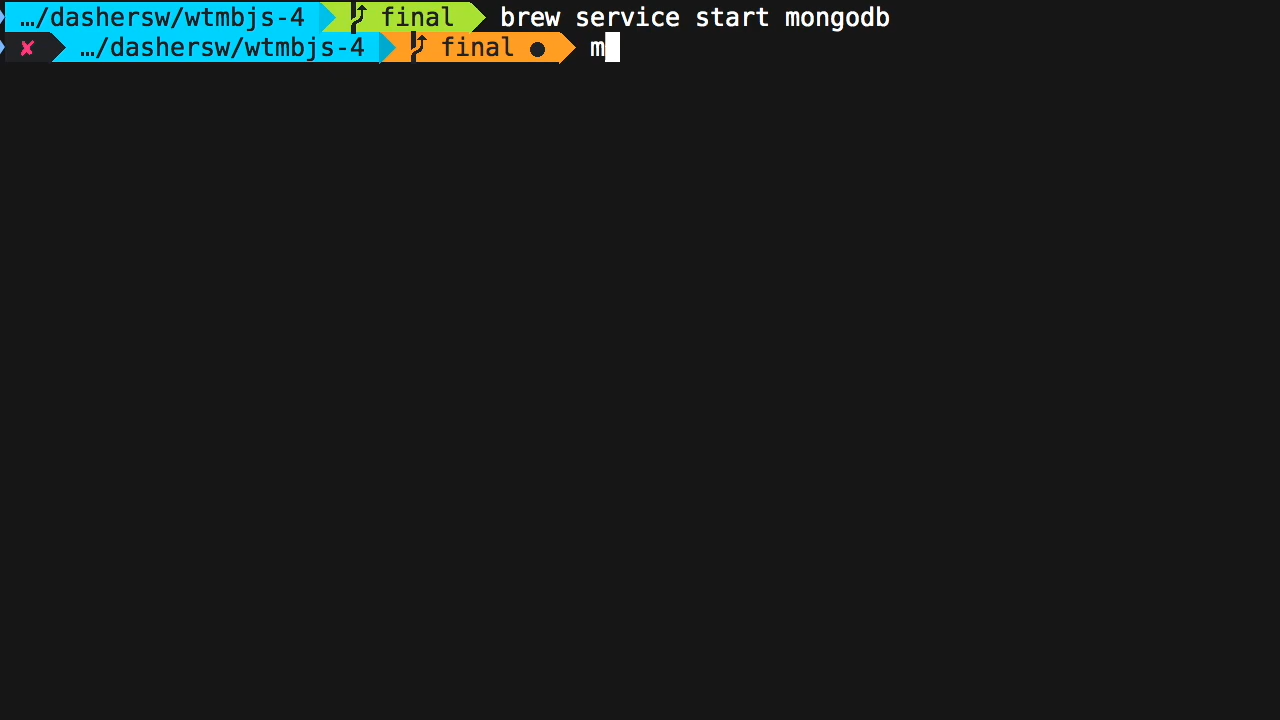 …/dashersw/wtmbjs-4 final brew service start mongodb
✘ …/dashersw/wtmbjs-4 final ● m